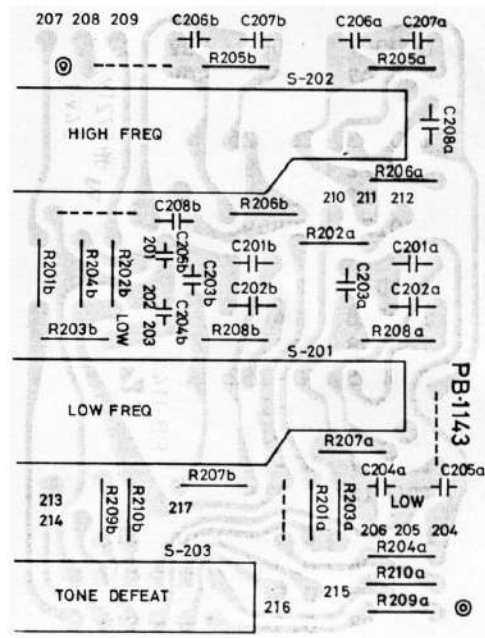 207 208 209 C206b C207b C206a C207a
R205b R205a
S-202
HIGH FREQ C208a
R206a
C208b R206b 210 211 212
R202a
R201b R204b R202b LOW 201 C205b C203b C201b C203a C201a
202 203 C204b C202b C202a
R203b R208b R208a
S-201
LOW FREQ PB-1143
R207a
R207b C204a C205a
213 R209b R210b 217 R201a R203a LOW
214 206 205 204
S-203 R204a
TONE DEFEAT R210a
216 215 R209a